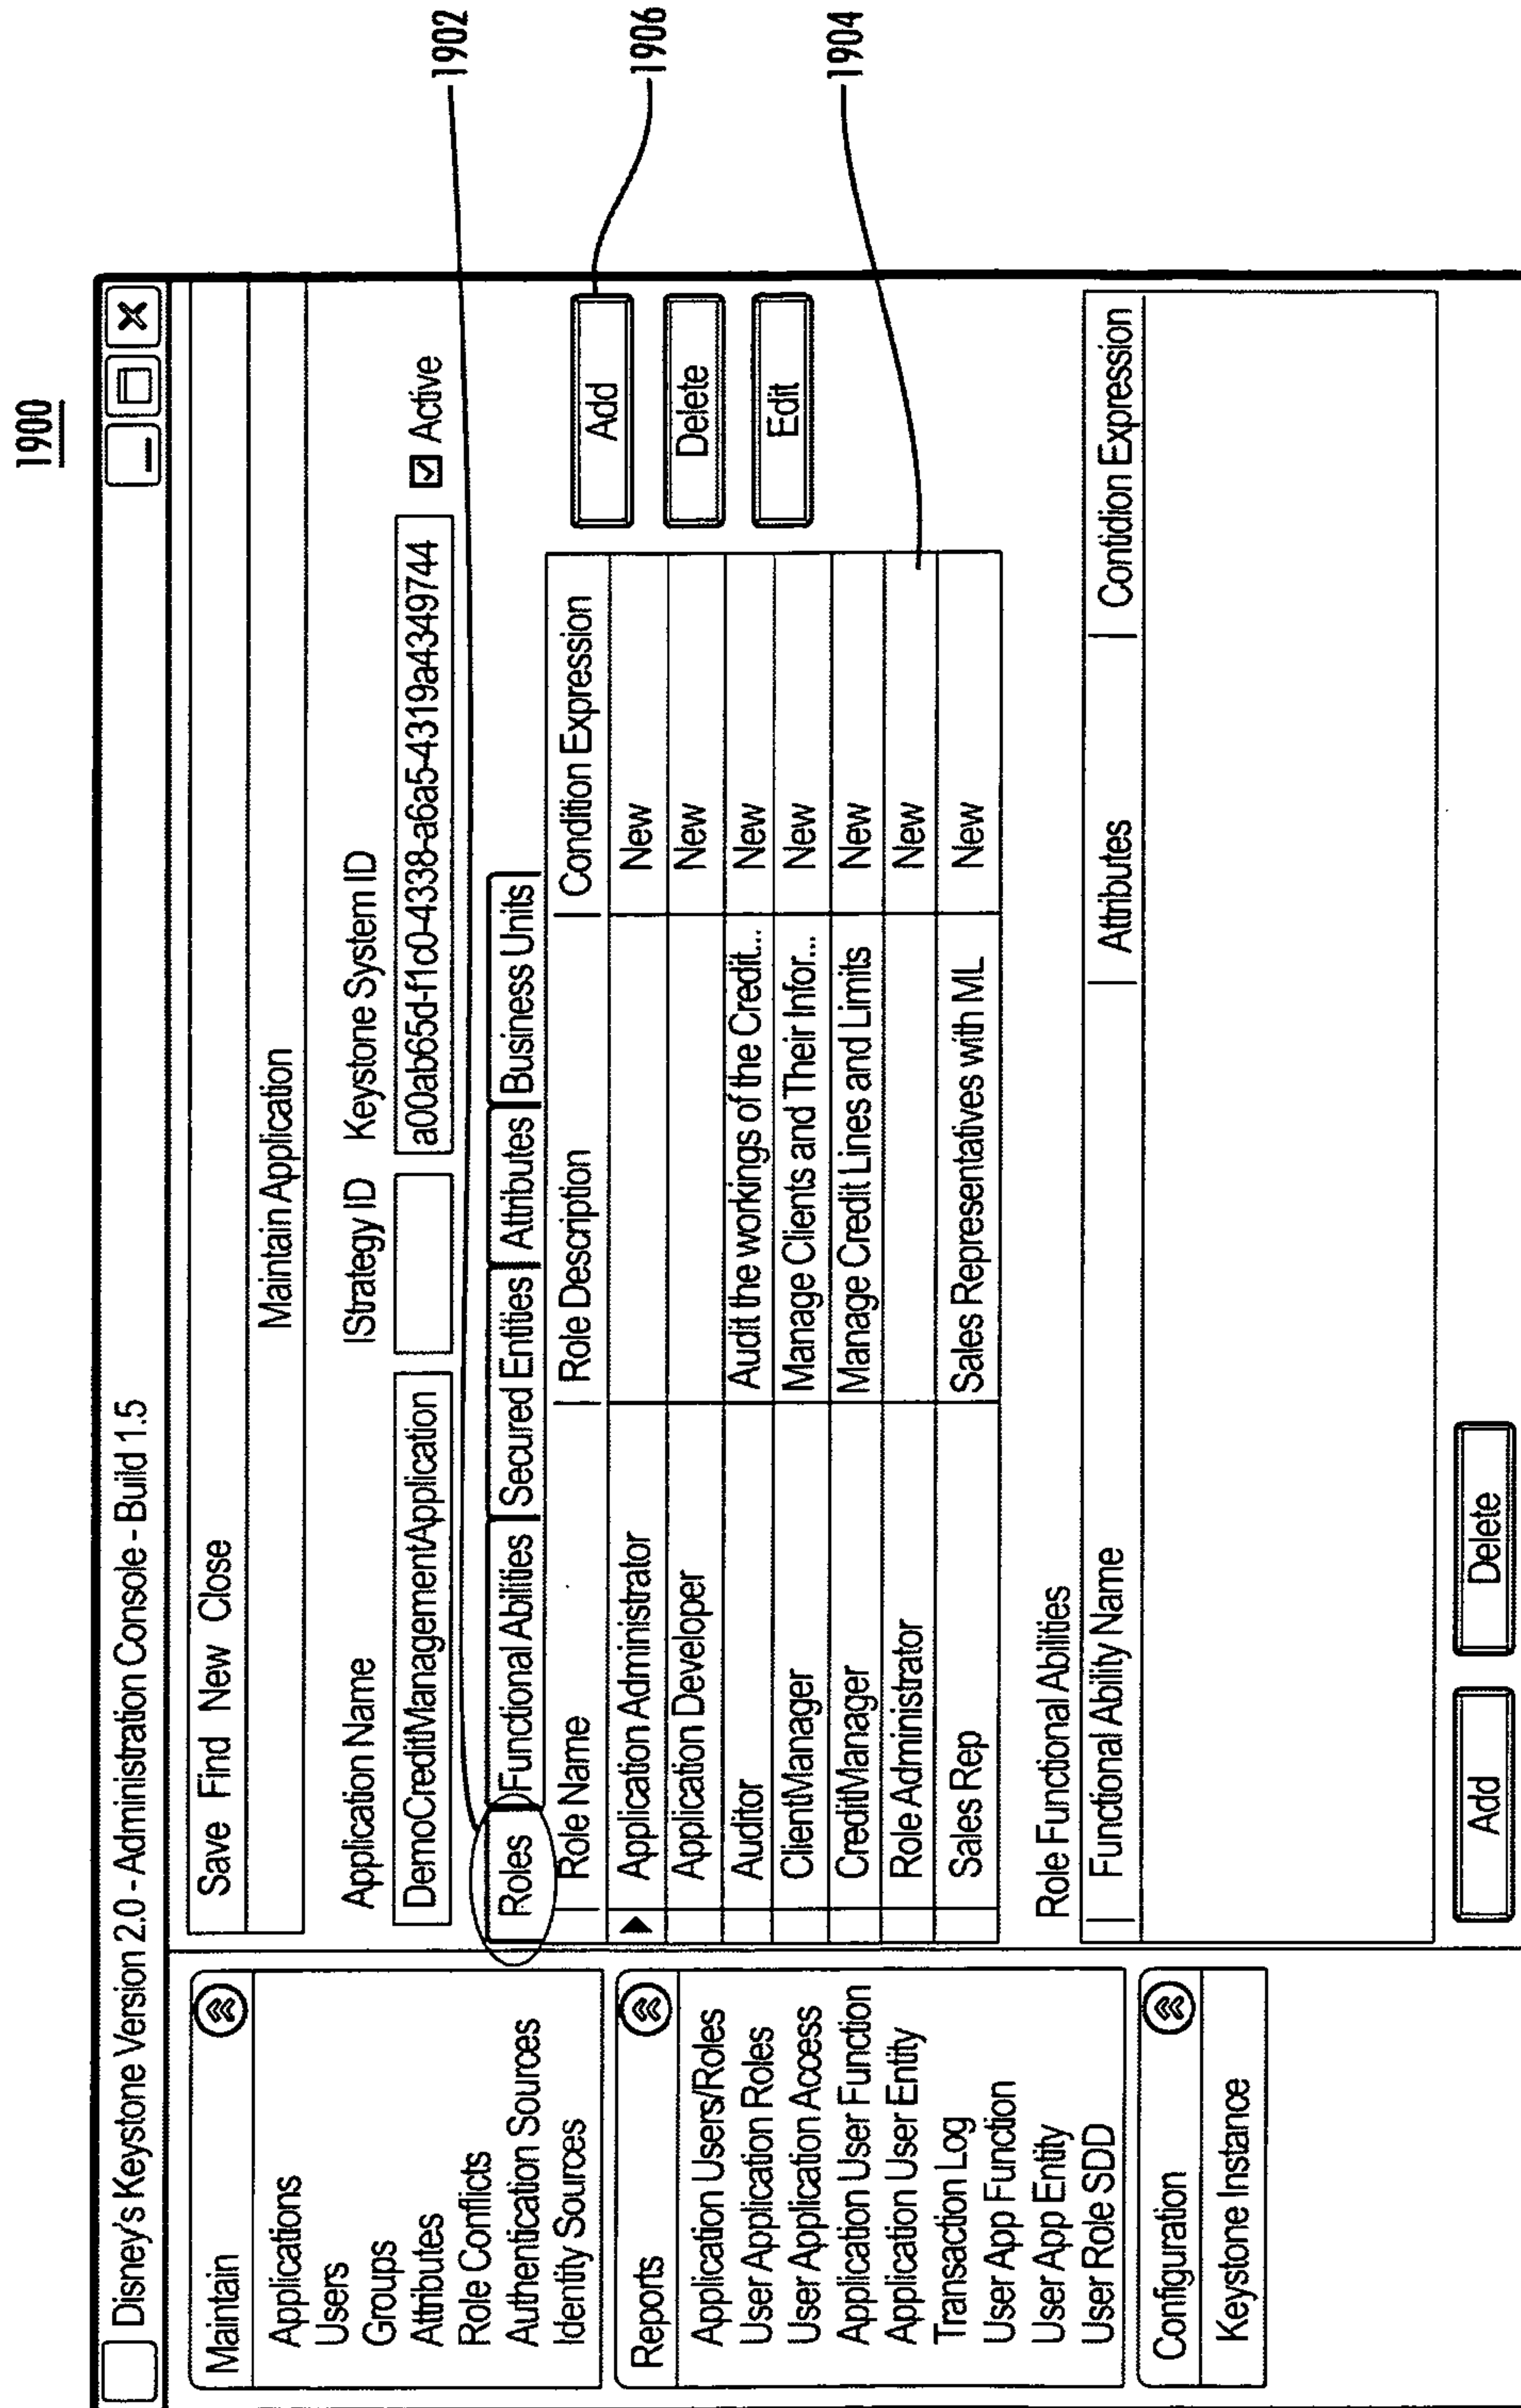 1900
Disney's Keystone Version 2.0 - Administration Console - Build 1.5
Maintain
Applications
Users
Groups
Attributes
Role Conflicts
Authentication Sources
Identity Sources
Reports
Application Users/Roles
User Application Roles
User Application Access
Application User Function
Application User Entity
Transaction Log
User App Function
User App Entity
User Role SDD
Configuration
Keystone Instance
Save Find New Close
Maintain Application
Application Name IStrategy ID Keystone System ID
DemoCreditManagementApplication a00ab65d-f1c0-4338-a6a5-4319a4349744 Active
Roles Functional Abilities Secured Entities Attributes Business Units
Role Name Role Description Condition Expression
Application Administrator New
Application Developer New
Auditor Audit the workings of the Credit... New
ClientManager Manage Clients and Their Infor... New
CreditManager Manage Credit Lines and Limits New
Role Administrator New
Sales Rep Sales Representatives with ML New
Add
Delete
Edit
Role Functional Abilities
Functional Ability Name Attributes Contidion Expression
Add Delete
1902
1906
1904